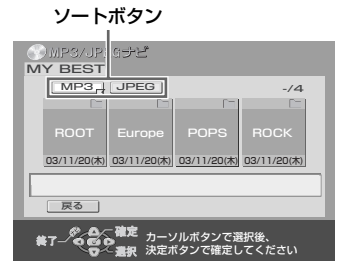 ソートボタン
MP3/JPEGナビ
MY BEST
MP3 JPEG -/4
ROOT Europe POPS ROCK
03/11/20(木) 03/11/20(木) 03/11/20(木) 03/11/20(木)
戻る
終了 確定 選択
カーソルボタンで選択後、
決定ボタンで確定してください